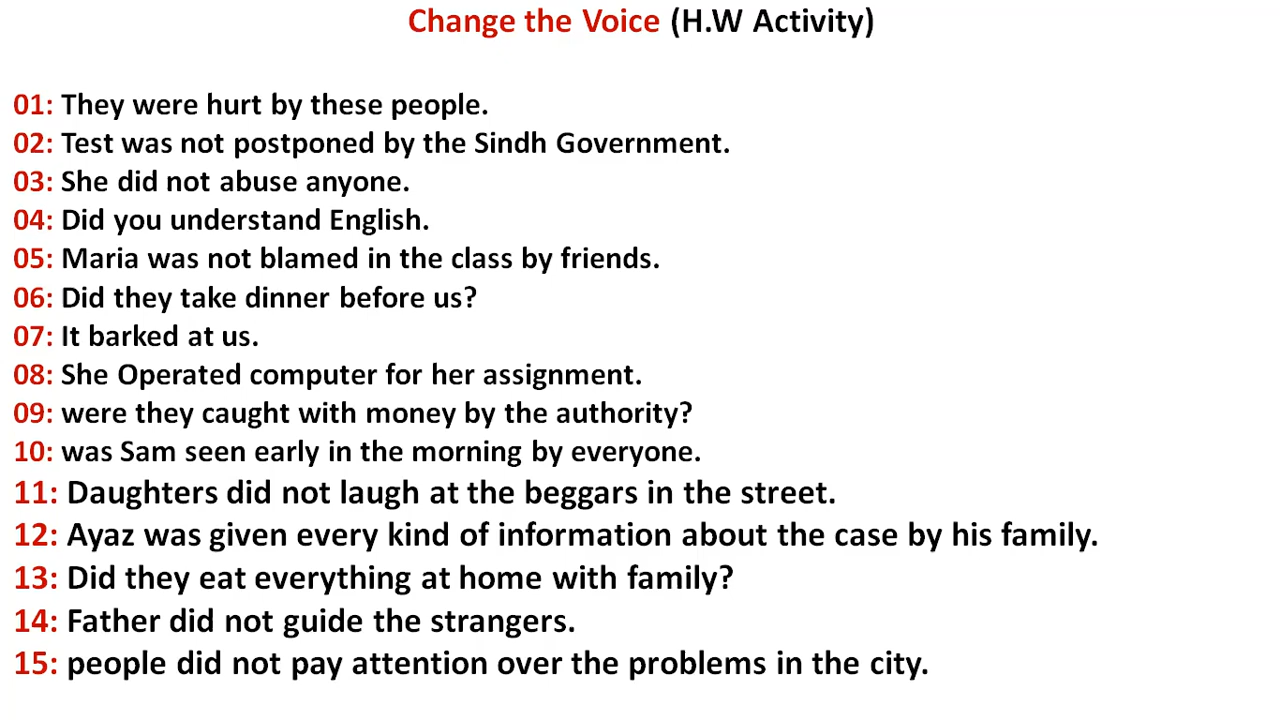 Change the Voice (H.W Activity)
01: They were hurt by these people.
02: Test was not postponed by the Sindh Government.
03: She did not abuse anyone.
04: Did you understand English.
05: Maria was not blamed in the class by friends.
06: Did they take dinner before us?
07: It barked at us.
08: She Operated computer for her assignment.
09: were they caught with money by the authority?
10: was Sam seen early in the morning by everyone.
11: Daughters did not laugh at the beggars in the street.
12: Ayaz was given every kind of information about the case by his family.
13: Did they eat everything at home with family?
14: Father did not guide the strangers.
15: people did not pay attention over the problems in the city.